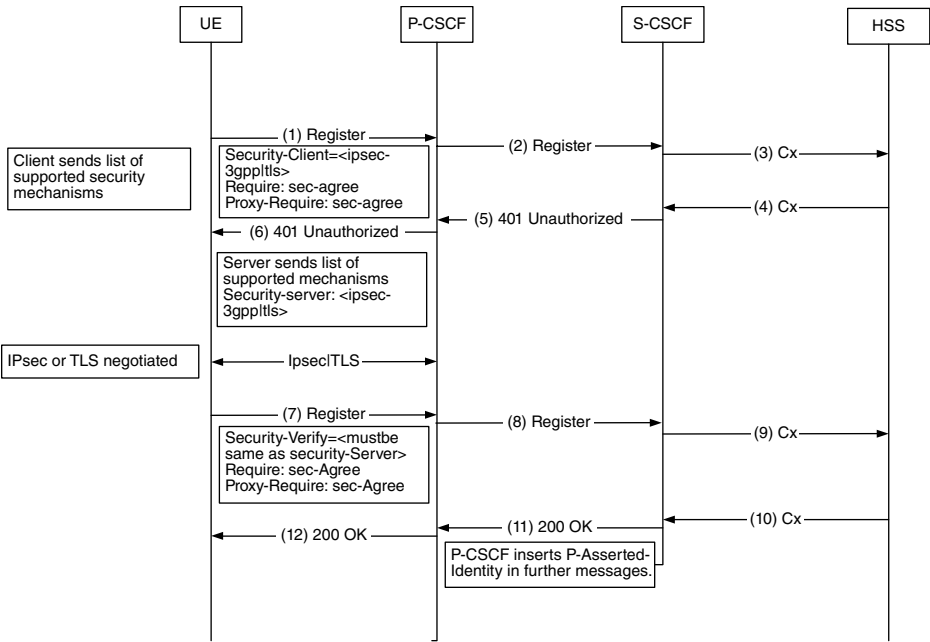 UE
P-CSCF
S-CSCF
HSS
(1) Register
(2) Register
(3) Cx
Client sends list of
supported security
mechanisms
Security-Client=<ipsec-
3gpp|tls>
Require: sec-agree
Proxy-Require: sec-agree
(4) Cx
(5) 401 Unauthorized
(6) 401 Unauthorized
Server sends list of
supported mechanisms
Security-server: <ipsec-
3gpp|tls>
IPsec or TLS negotiated
Ipsec|TLS
(7) Register
(8) Register
(9) Cx
Security-Verify=<mustbe
same as security-Server>
Require: sec-Agree
Proxy-Require: sec-Agree
(10) Cx
(11) 200 OK
(12) 200 OK
P-CSCF inserts P-Asserted-
Identity in further messages.